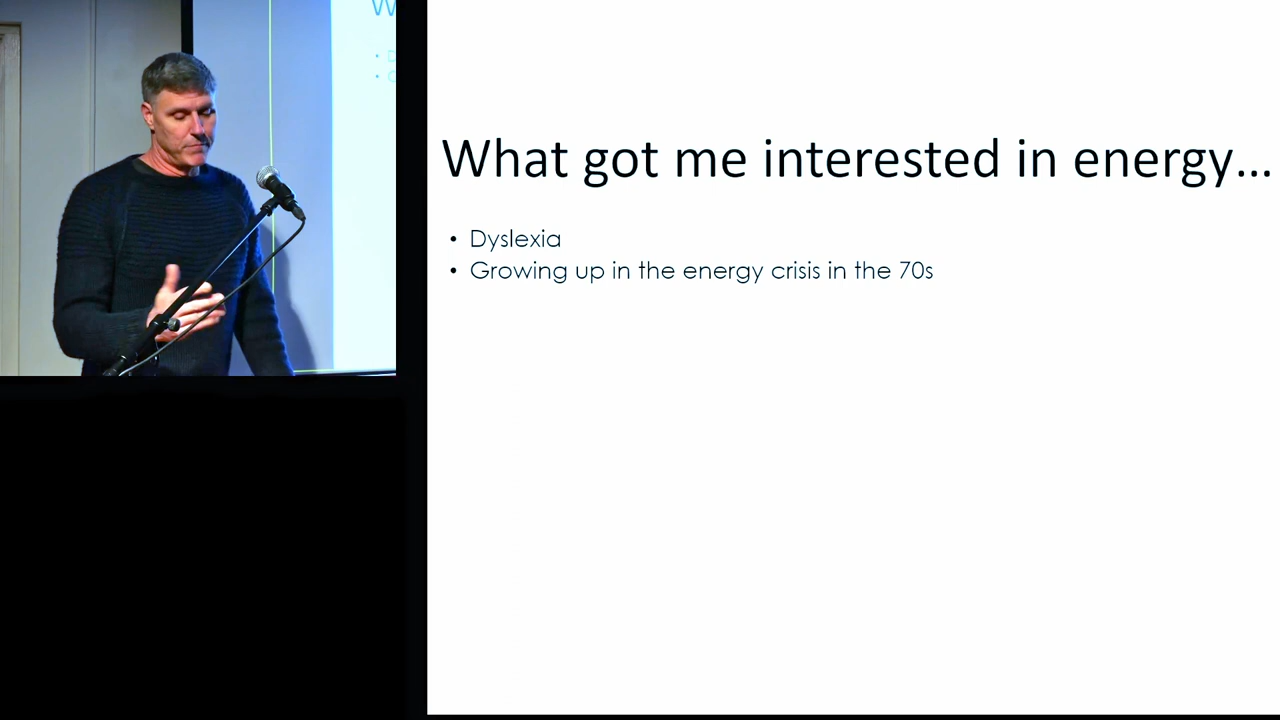 What got me interested in energy...
• Dyslexia
• Growing up in the energy crisis in the 70s